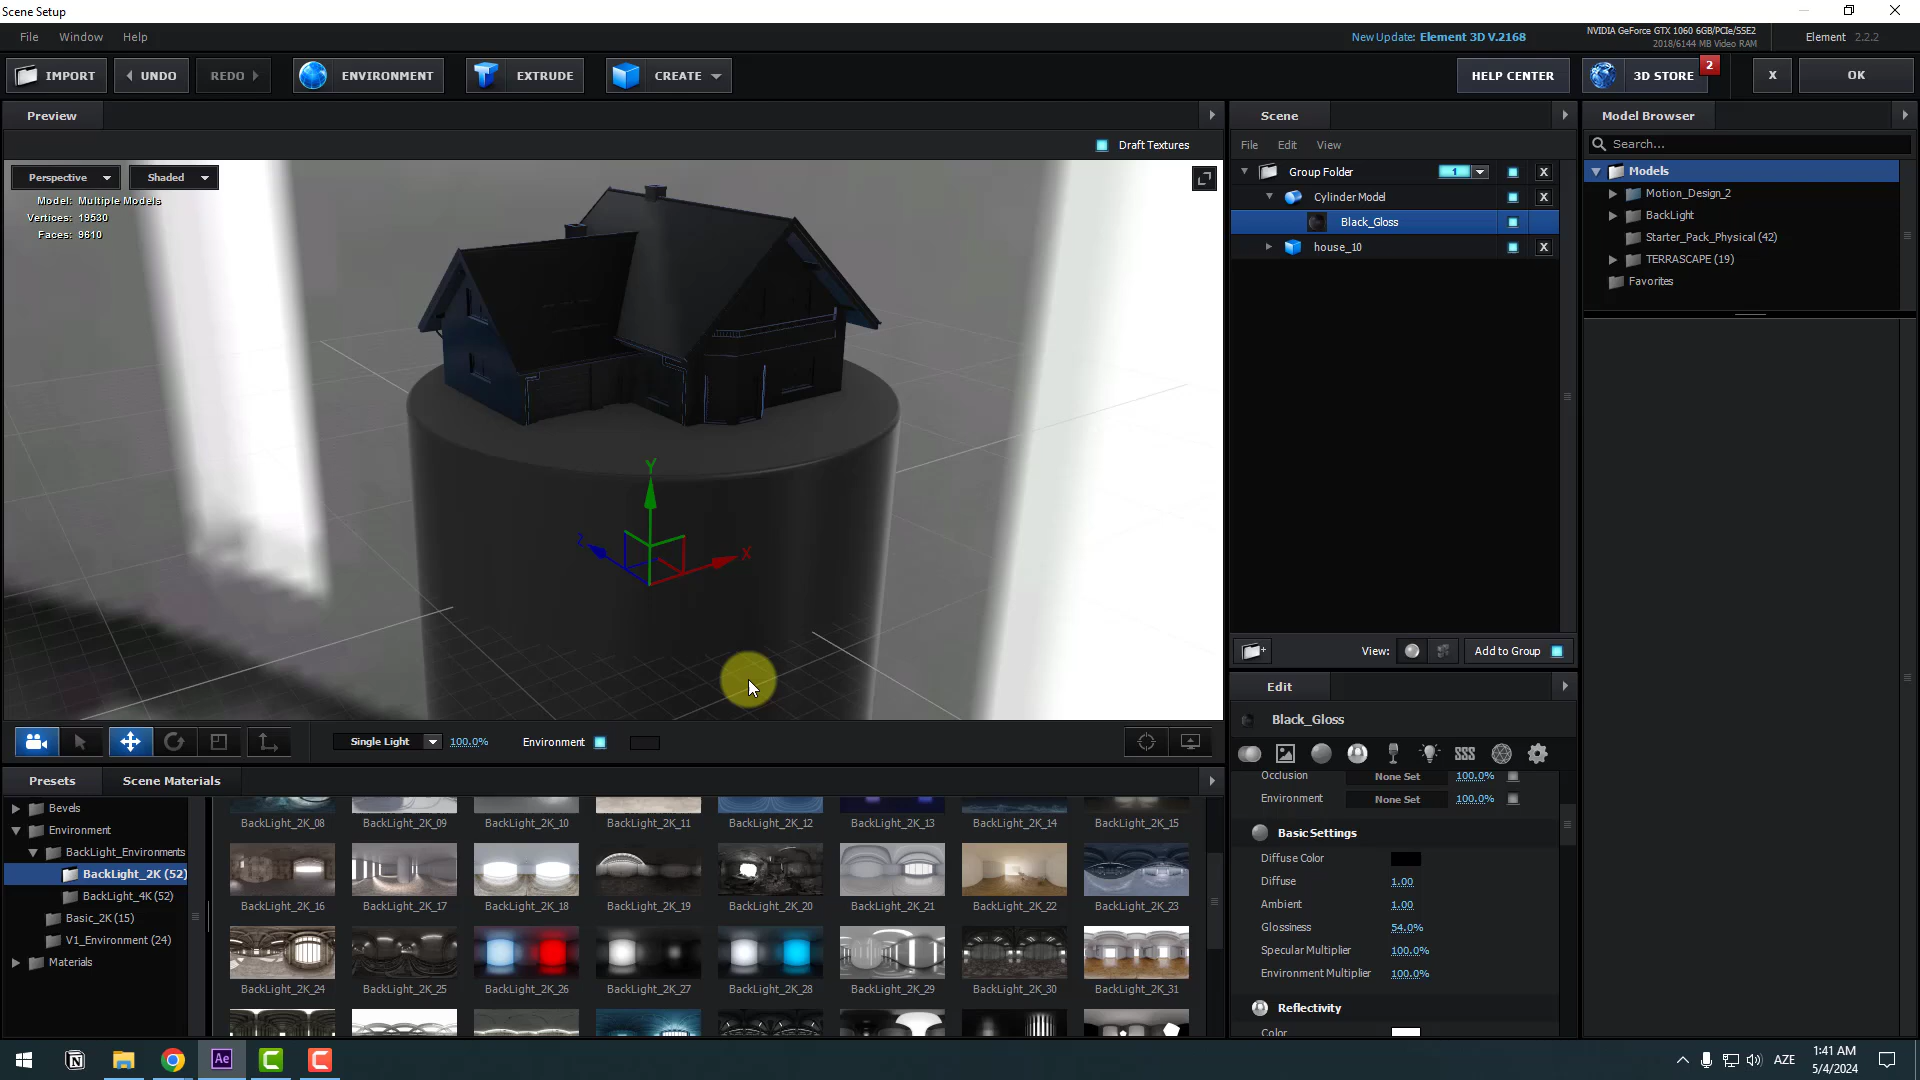 Scene Setup
File Window Help
New Update: Element 3D V.2168
NVIDIA GeForce GTX 1060 6GB/PCIe/SSE2
2018/6144 MB Video RAM
Element 2.2.2
IMPORT UNDO REDO ENVIRONMENT EXTRUDE CREATE HELP CENTER 3D STORE 2 X OK
Preview
Draft Textures
Perspective Shaded
Model: Multiple Models
Vertices: 19530
Faces: 9610
Y
Z
X
Single Light 100.0% Environment
Scene
File Edit View
Group Folder 1 X
Cylinder Model X
Black_Gloss
house_10 X
View: Add to Group
Model Browser
Search...
Models
Motion_Design_2
BackLight
Starter_Pack_Physical (42)
TERRASCAPE (19)
Favorites
Edit
Black_Gloss
Occlusion None Set 100.0%
Environment None Set 100.0%
Basic Settings
Diffuse Color
Diffuse 1.00
Ambient 1.00
Glossiness 54.0%
Specular Multiplier 100.0%
Environment Multiplier 100.0%
Reflectivity
Color
Presets Scene Materials
Bevels
Environment
BackLight_Environments
BackLight_2K (52)
BackLight_4K (52)
Basic_2K (15)
V1_Environment (24)
Materials
BackLight_2K_08 BackLight_2K_09 BackLight_2K_10 BackLight_2K_11 BackLight_2K_12 BackLight_2K_13 BackLight_2K_14 BackLight_2K_15
BackLight_2K_16 BackLight_2K_17 BackLight_2K_18 BackLight_2K_19 BackLight_2K_20 BackLight_2K_21 BackLight_2K_22 BackLight_2K_23
BackLight_2K_24 BackLight_2K_25 BackLight_2K_26 BackLight_2K_27 BackLight_2K_28 BackLight_2K_29 BackLight_2K_30 BackLight_2K_31
Ae
AZE
1:41 AM
5/4/2024